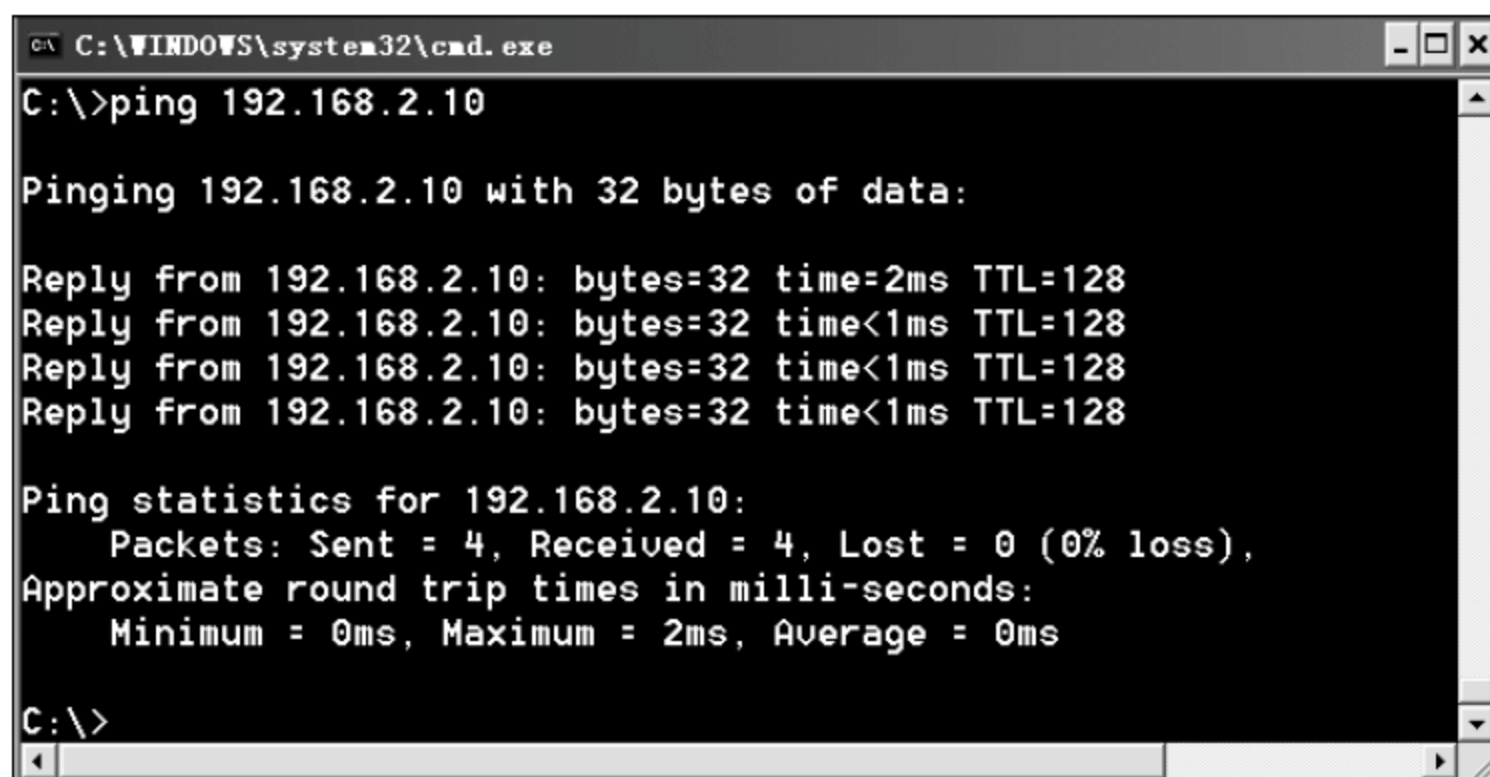 C:\WINDOWS\system32\cmd.exe
C:\>ping 192.168.2.10
Pinging 192.168.2.10 with 32 bytes of data:
Reply from 192.168.2.10: bytes=32 time=2ms TTL=128
Reply from 192.168.2.10: bytes=32 time<1ms TTL=128
Reply from 192.168.2.10: bytes=32 time<1ms TTL=128
Reply from 192.168.2.10: bytes=32 time<1ms TTL=128
Ping statistics for 192.168.2.10:
Packets: Sent = 4, Received = 4, Lost = 0 (0% loss),
Approximate round trip times in milli-seconds:
Minimum = 0ms, Maximum = 2ms, Average = 0ms
C:\>